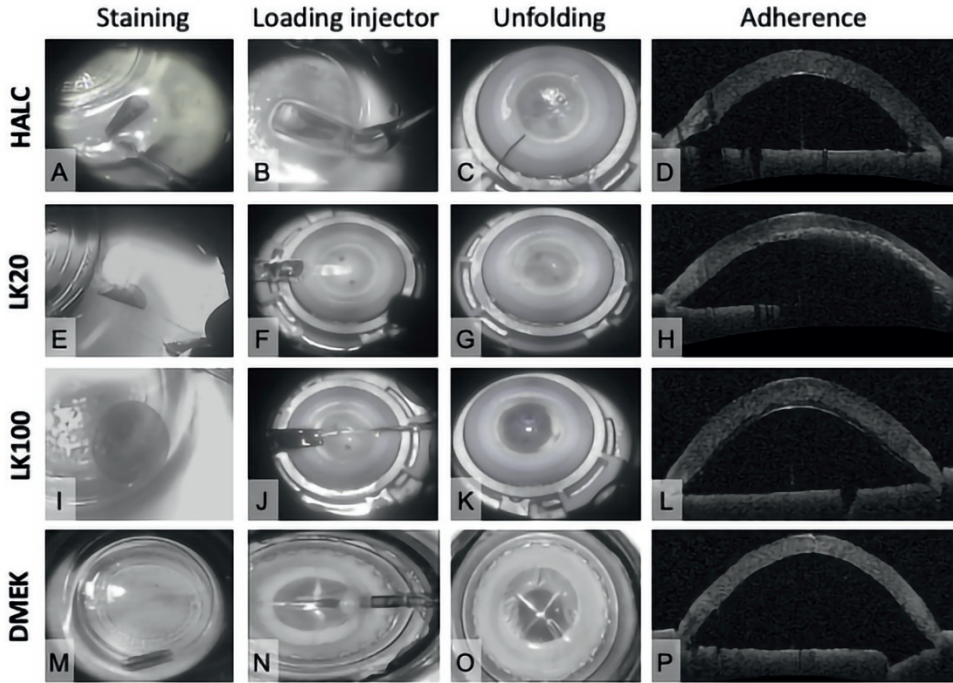 Staining Loading injector Unfolding Adherence
HALC
A B C D
LK20
E F G H
LK100
I J K L
DMEK
M N O P